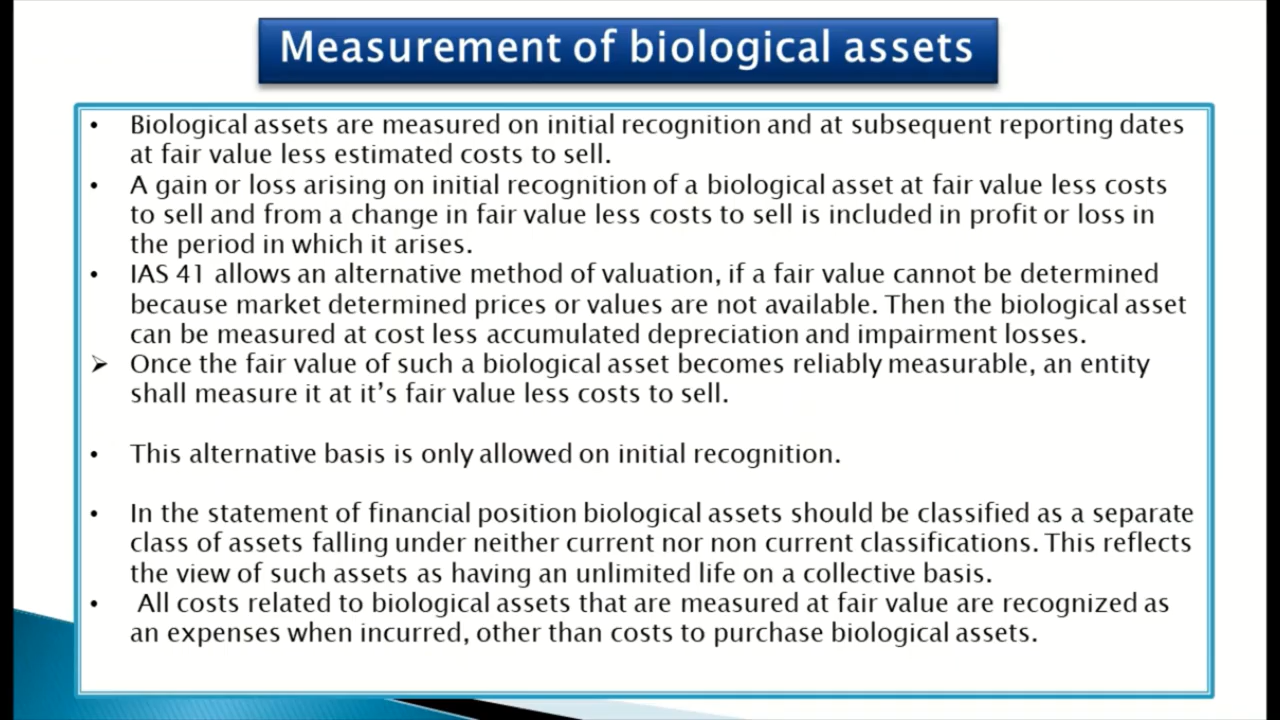 Measurement of biological assets
• Biological assets are measured on initial recognition and at subsequent reporting dates
at fair value less estimated costs to sell.
• A gain or loss arising on initial recognition of a biological asset at fair value less costs
to sell and from a change in fair value less costs to sell is included in profit or loss in
the period in which it arises.
• IAS 41 allows an alternative method of valuation, if a fair value cannot be determined
because market determined prices or values are not available. Then the biological asset
can be measured at cost less accumulated depreciation and impairment losses.
➢ Once the fair value of such a biological asset becomes reliably measurable, an entity
shall measure it at it’s fair value less costs to sell.
• This alternative basis is only allowed on initial recognition.
• In the statement of financial position biological assets should be classified as a separate
class of assets falling under neither current nor non current classifications. This reflects
the view of such assets as having an unlimited life on a collective basis.
• All costs related to biological assets that are measured at fair value are recognized as
an expenses when incurred, other than costs to purchase biological assets.